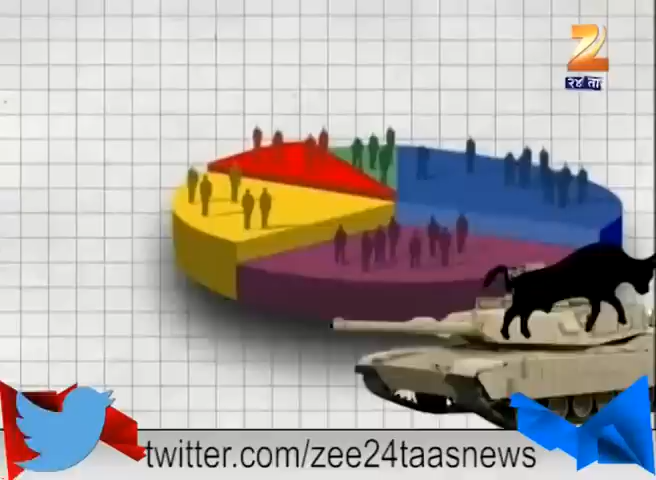 २४ तास
twitter.com/zee24taasnews